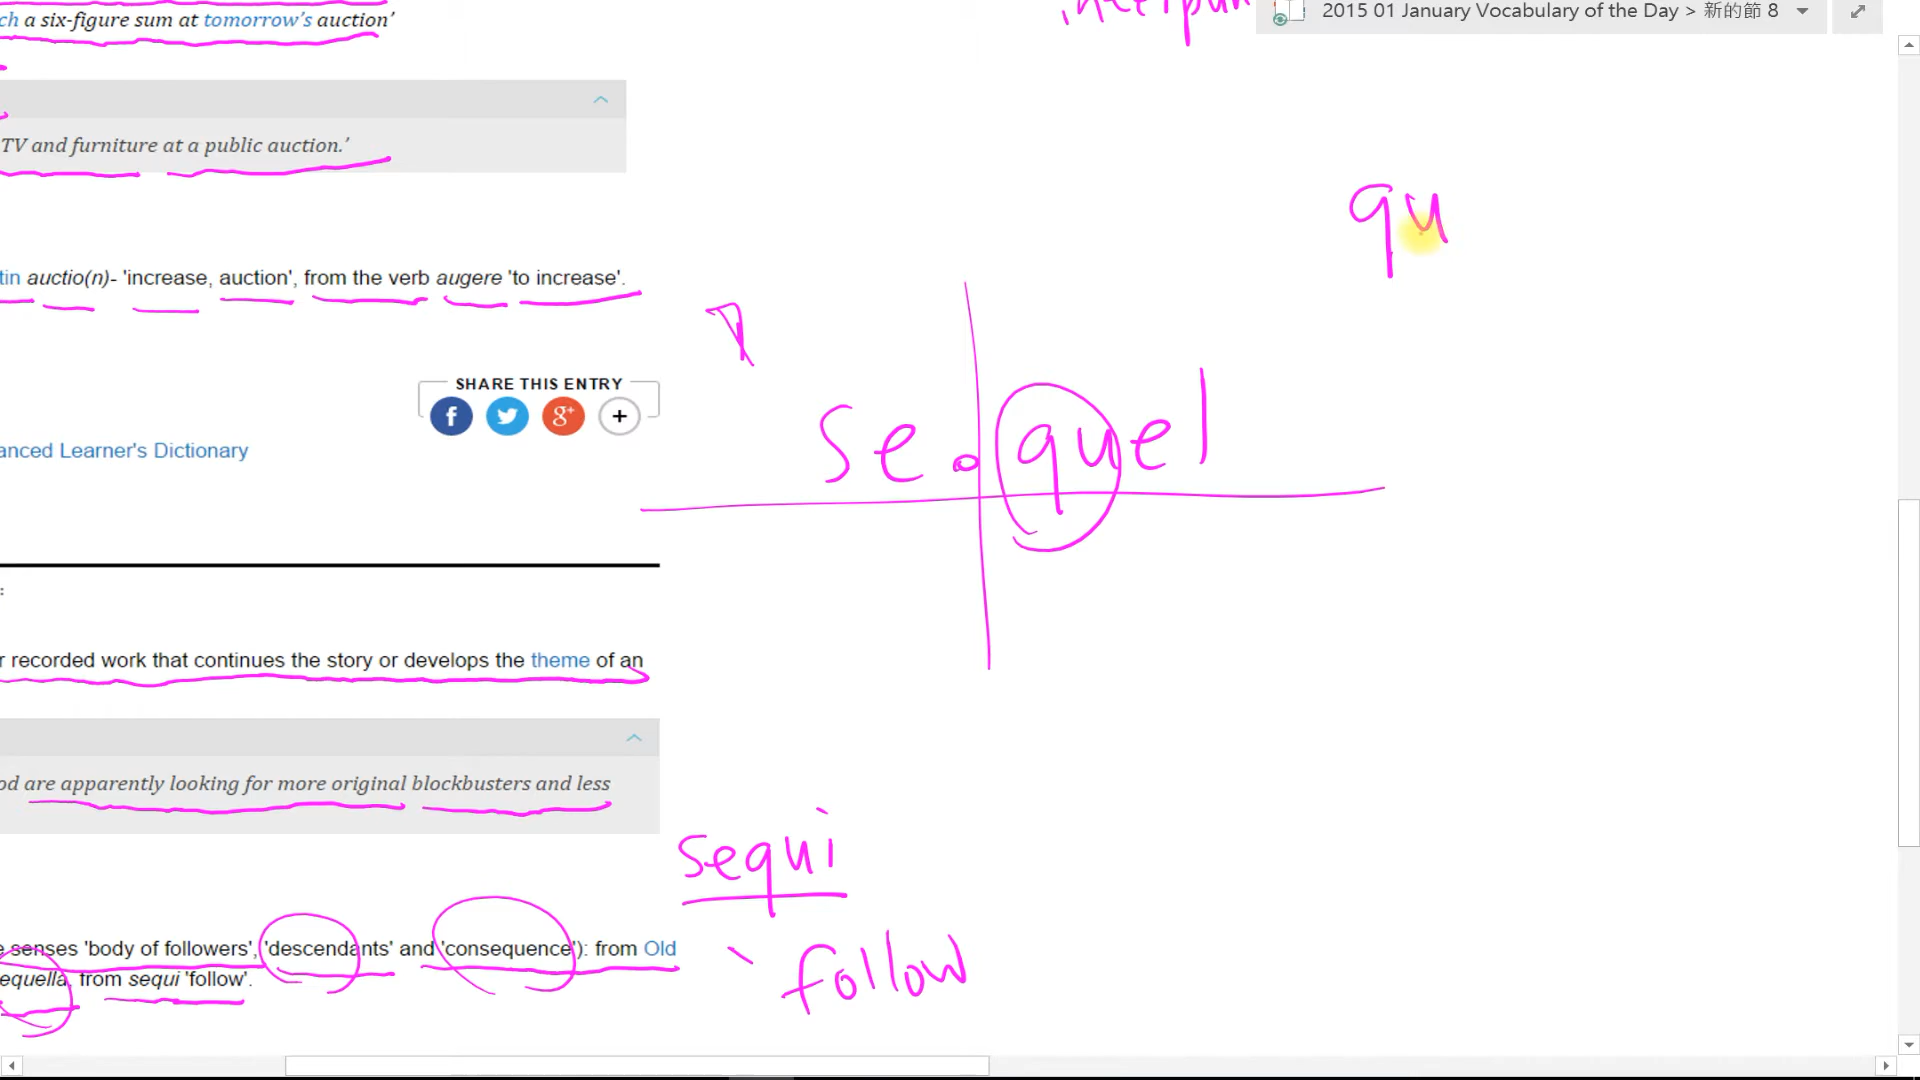 ch a six-figure sum at tomorrow's auction'
2015 01 January Vocabulary of the Day > 新的節 8
TV and furniture at a public auction.'
qu
tin auctio(n)- 'increase, auction', from the verb augere 'to increase'.
SHARE THIS ENTRY
f g+ +
se.quel
anced Learner's Dictionary
:
r recorded work that continues the story or develops the theme of an
od are apparently looking for more original blockbusters and less
sequi
e senses 'body of followers', 'descendants' and 'consequence'): from Old
equella, from sequi 'follow'.
follow